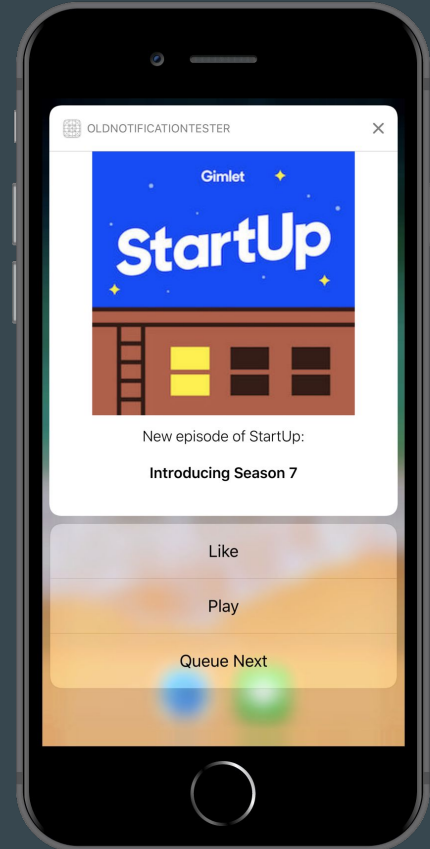 OLDNOTIFICATIONTESTER
Gimlet
StartUp
New episode of StartUp:
Introducing Season 7
Like
Play
Queue Next